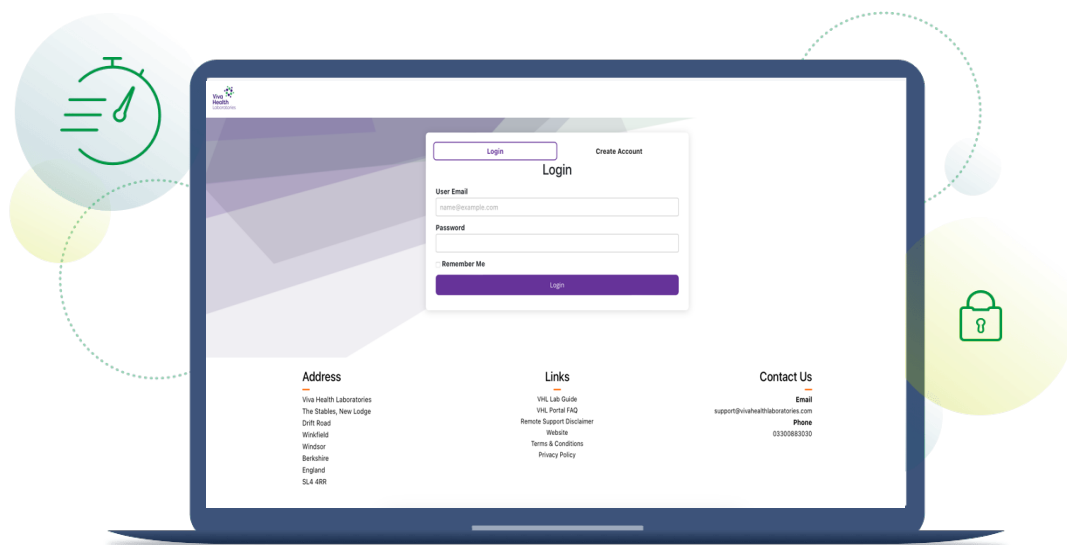 Viva
Health
Laboratories
Login
Create Account
Login
User Email
name@example.com
Password
Remember Me
Login
Address
Viva Health Laboratories
The Stables, New Lodge
Drift Road
Winkfield
Windsor
Berkshire
England
SL4 4RR
Links
VHL Lab Guide
VHL Portal FAQ
Remote Support Disclaimer
Website
Terms & Conditions
Privacy Policy
Contact Us
Email
support@vivahealthlaboratories.com
Phone
03300883030